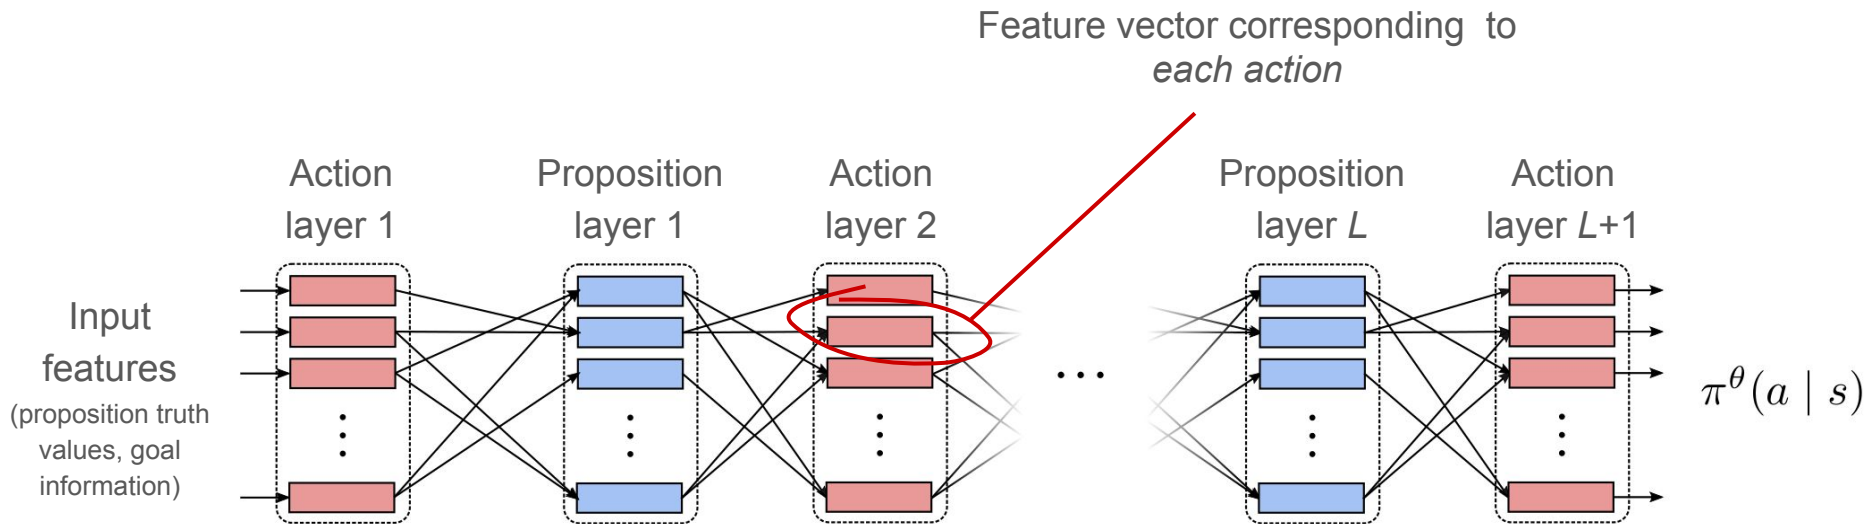 Feature vector corresponding to
each action
Action
layer 1
Proposition
layer 1
Action
layer 2
Proposition
layer L
Action
layer L+1
Input
features
(proposition truth
values, goal
information)
...
π^θ(a | s)